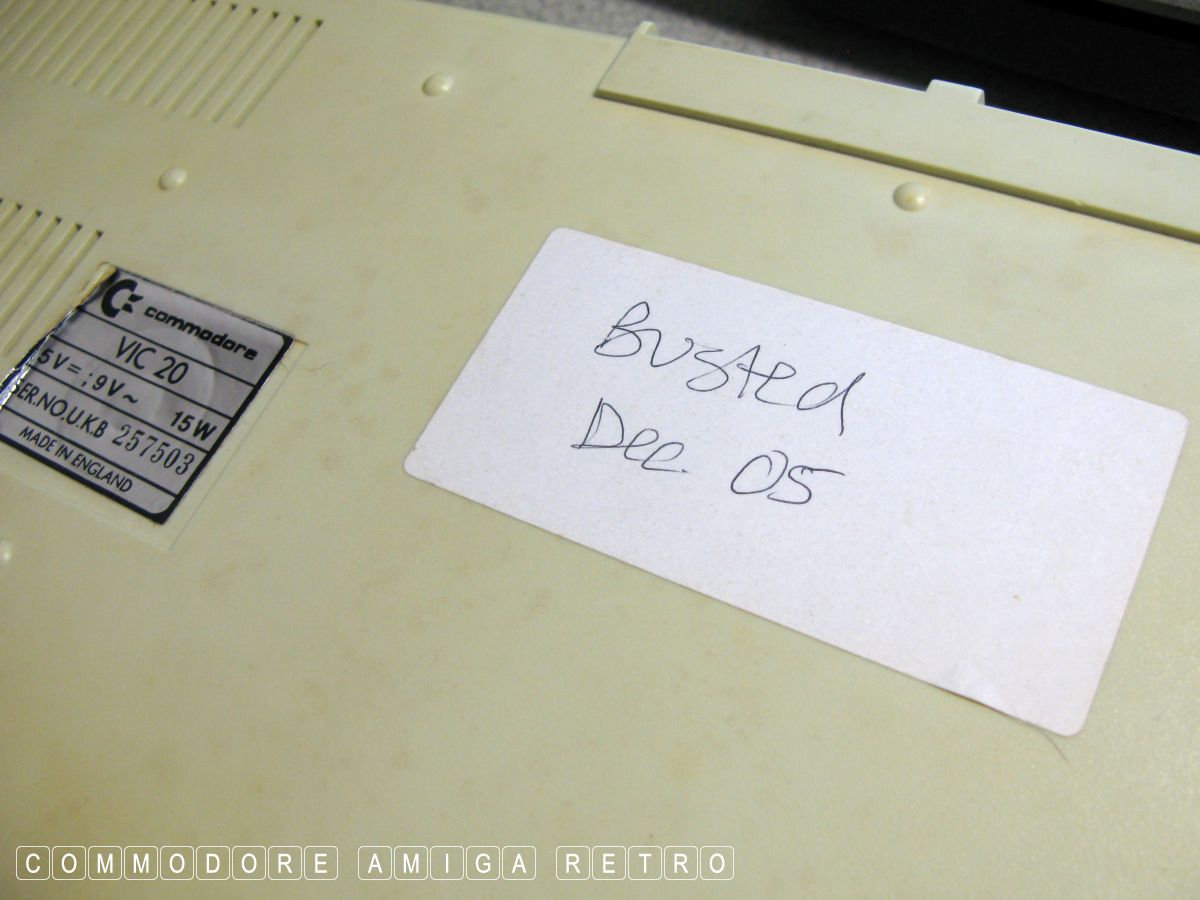 commodore
VIC 20
5V = ; 9V ~ 15W
SER.NO.U.K.B 257503
MADE IN ENGLAND
Busted
Dec. 05
COMMODORE AMIGA RETRO